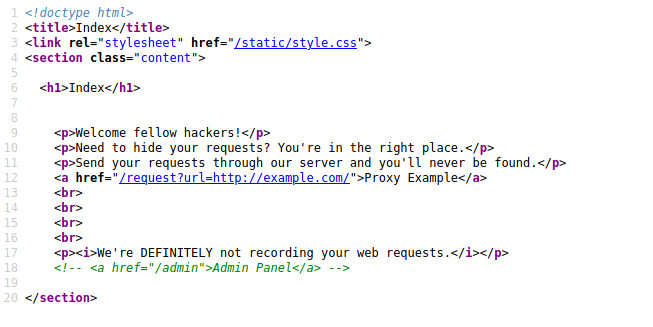 1 <!doctype html>
2 <title>Index</title>
3 <link rel="stylesheet" href="/static/style.css">
4 <section class="content">
5
6   <h1>Index</h1>
7
8
9     <p>Welcome fellow hackers!</p>
10     <p>Need to hide your requests? You're in the right place.</p>
11     <p>Send your requests through our server and you'll never be found.</p>
12     <a href="/request?url=http://example.com/">Proxy Example</a>
13     <br>
14     <br>
15     <br>
16     <br>
17     <p><i>We're DEFINITELY not recording your web requests.</i></p>
18     <!-- <a href="/admin">Admin Panel</a> -->
19
20 </section>